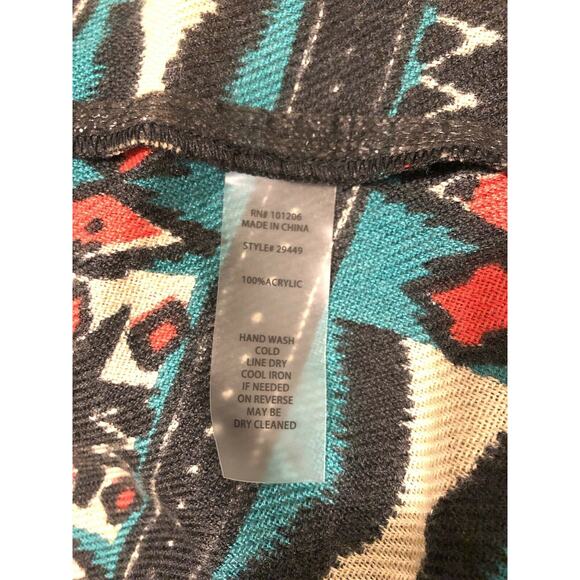 RN# 101206
MADE IN CHINA
STYLE# 29449
100%ACRYLIC
HAND WASH
COLD
LINE DRY
COOL IRON
IF NEEDED
ON REVERSE
MAY BE
DRY CLEANED